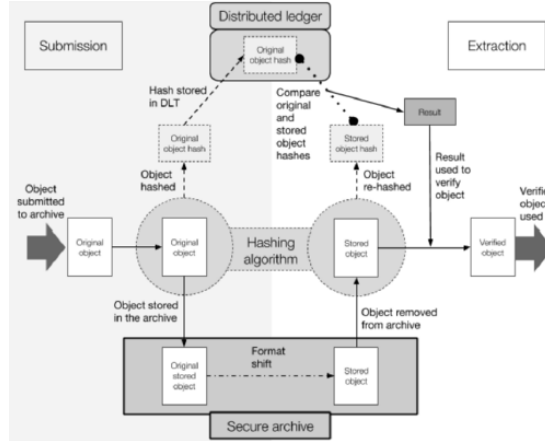 Distributed ledger
Submission
Extraction
Original
object hash
Hash stored
in DLT
Compare
original
and
stored
object
hashes
Result
Original
object hash
Stored
object hash
Object
hashed
Object
re-hashed
Result
used to
verify
object
Object
submitted
to archive
Verified
object
used
Original
object
Original
object
Hashing
algorithm
Stored
object
Verified
object
Object stored
in the archive
Object removed
from archive
Original
stored
object
Format
shift
Stored
object
Secure archive